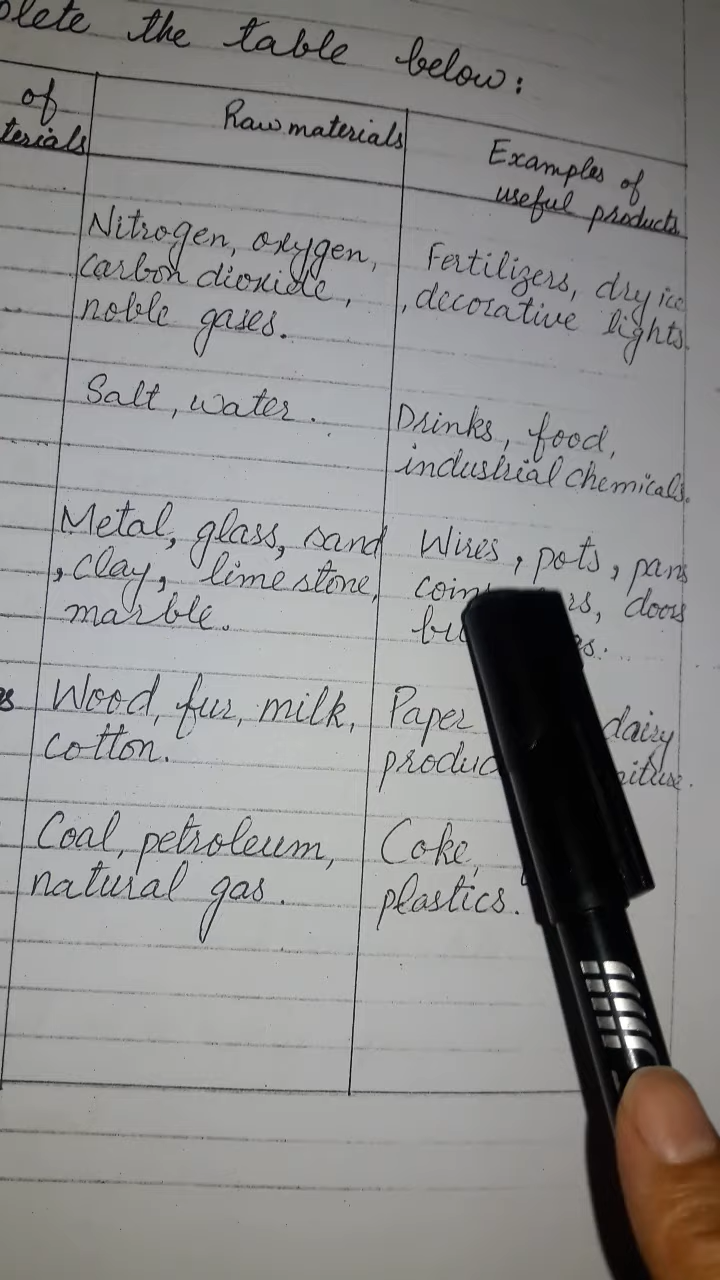 the table below:
of
Raw materials
Examples of
useful products
Nitrogen, oxygen,
carbon dioxide,
noble gases.
Fertilizers, dry ice
, decorative lights.
Salt, water.
Drinks, food,
industrial chemicals.
Metal, glass, sand
, clay, limestone,
marble.
Wires, pots, pans
doors
Wood, fur, milk,
cotton.
Paper dairy
Coal, petroleum,
natural gas.
Coke,
plastics.